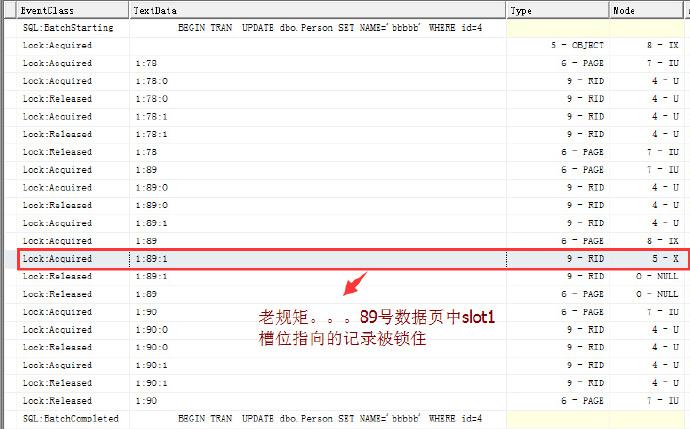 EventClass TextData Type Mode
SQL:BatchStarting BEGIN TRAN UPDATE dbo.Person SET NAME='bbbbb' WHERE id=4
Lock:Acquired 5 - OBJECT 8 - IX
Lock:Acquired 1:78 6 - PAGE 7 - IU
Lock:Acquired 1:78:0 9 - RID 4 - U
Lock:Released 1:78:0 9 - RID 4 - U
Lock:Acquired 1:78:1 9 - RID 4 - U
Lock:Released 1:78:1 9 - RID 4 - U
Lock:Released 1:78 6 - PAGE 7 - IU
Lock:Acquired 1:89 6 - PAGE 7 - IU
Lock:Acquired 1:89:0 9 - RID 4 - U
Lock:Released 1:89:0 9 - RID 4 - U
Lock:Acquired 1:89:1 9 - RID 4 - U
Lock:Acquired 1:89 6 - PAGE 8 - IX
Lock:Acquired 1:89:1 9 - RID 5 - X
Lock:Released 1:89:1 9 - RID 0 - NULL
Lock:Released 1:89 6 - PAGE 0 - NULL
Lock:Acquired 1:90 6 - PAGE 7 - IU
Lock:Acquired 1:90:0 9 - RID 4 - U
Lock:Released 1:90:0 9 - RID 4 - U
Lock:Acquired 1:90:1 9 - RID 4 - U
Lock:Released 1:90:1 9 - RID 4 - U
Lock:Released 1:90 6 - PAGE 7 - IU
SQL:BatchCompleted BEGIN TRAN UPDATE dbo.Person SET NAME='bbbbb' WHERE id=4
老规矩。。。89号数据页中slot1
槽位指向的记录被锁住